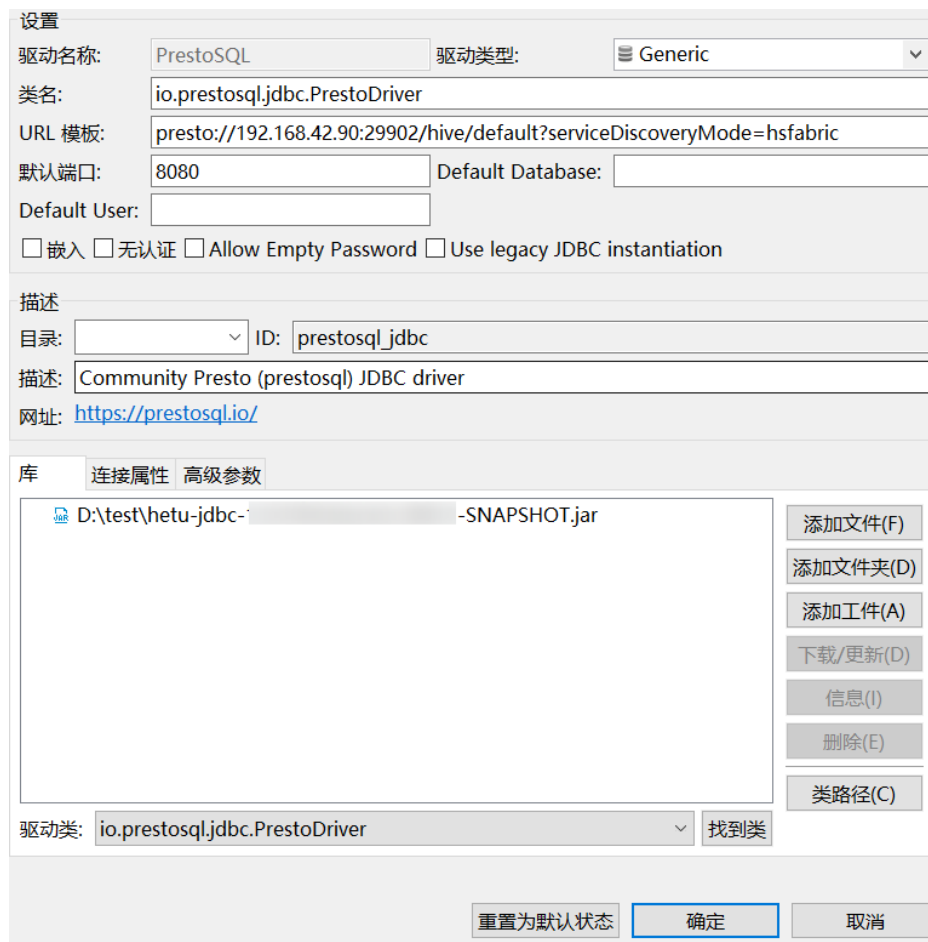 设置
驱动名称: PrestoSQL 驱动类型: Generic
类名: io.prestosql.jdbc.PrestoDriver
URL 模板: presto://192.168.42.90:29902/hive/default?serviceDiscoveryMode=hsfabric
默认端口: 8080 Default Database:
Default User:
嵌入 无认证 Allow Empty Password Use legacy JDBC instantiation
描述
目录: ID: prestosql_jdbc
描述: Community Presto (prestosql) JDBC driver
网址: https://prestosql.io/
库 连接属性 高级参数
D:\test\hetu-jdbc- -SNAPSHOT.jar
添加文件(F)
添加文件夹(D)
添加工件(A)
下载/更新(D)
信息(I)
删除(E)
类路径(C)
驱动类: io.prestosql.jdbc.PrestoDriver 找到类
重置为默认状态 确定 取消